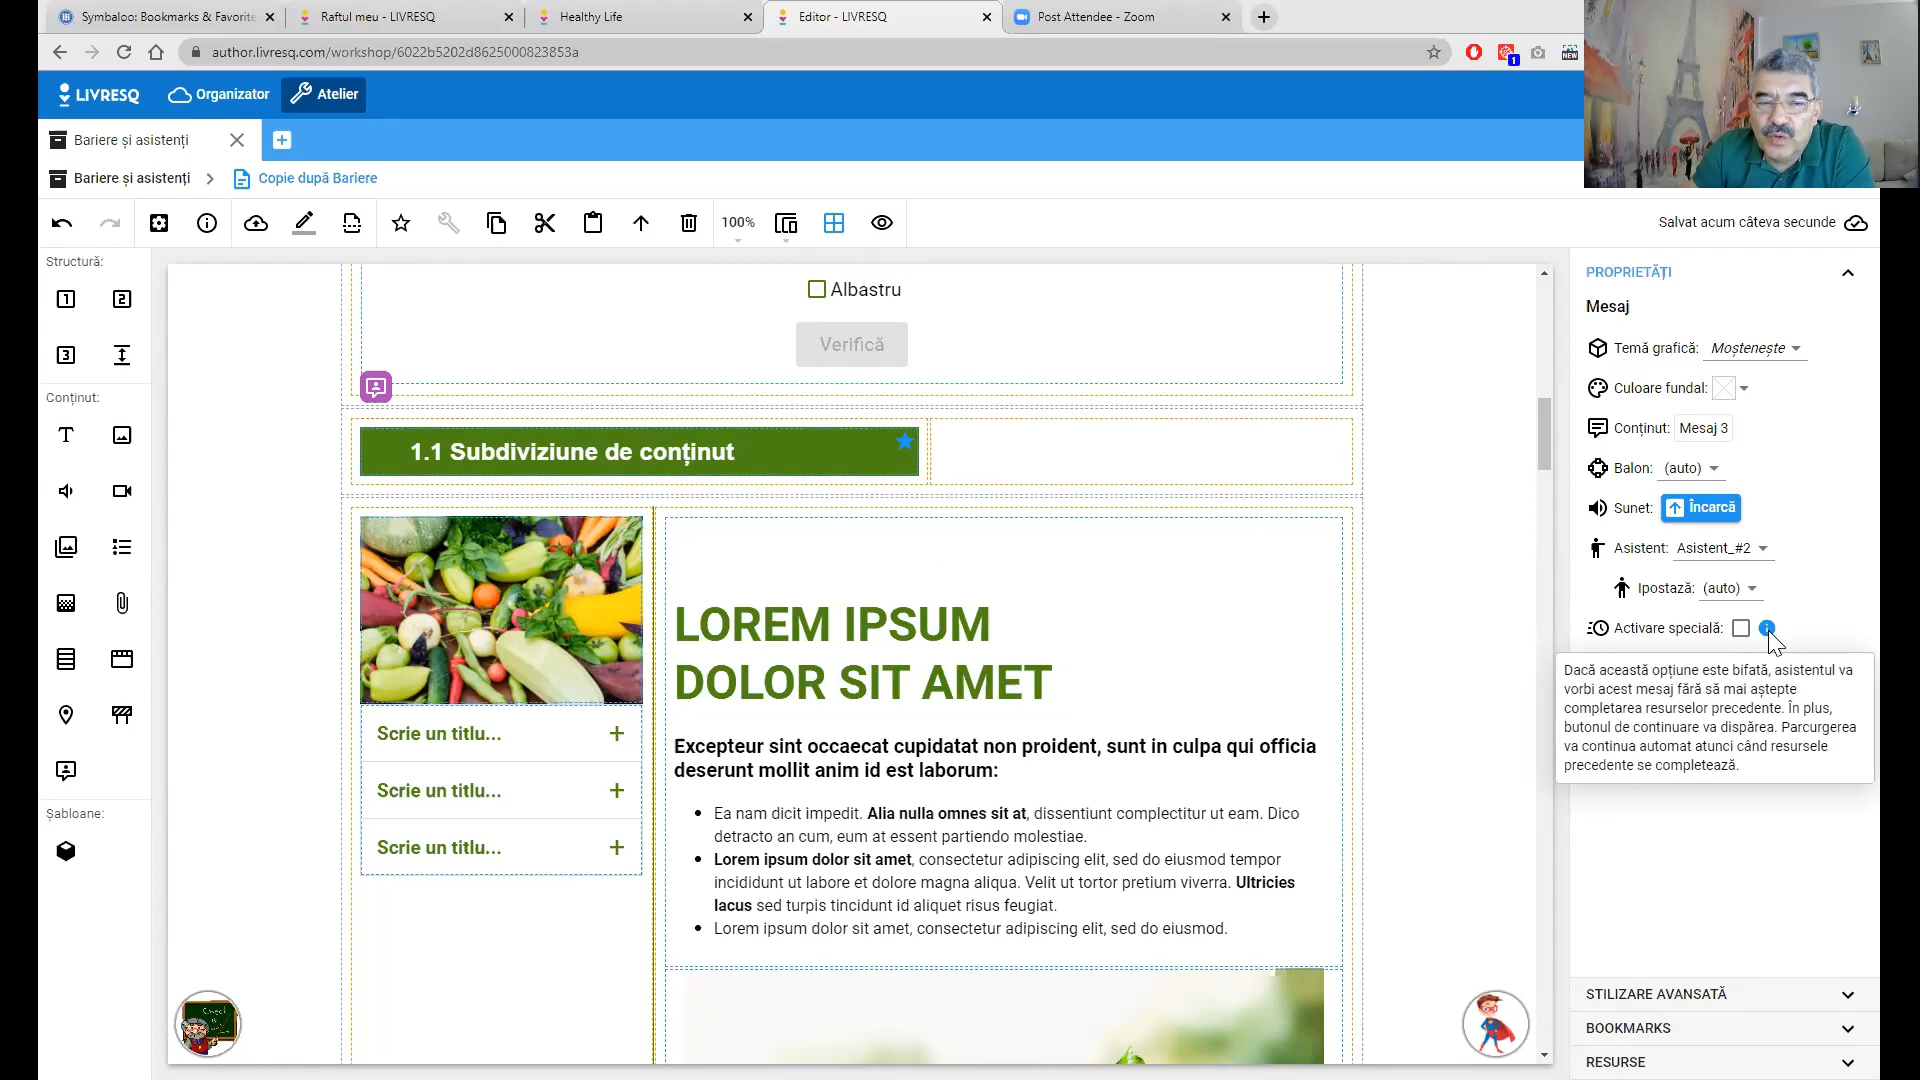 Symbaloo: Bookmarks & Favorite
Raftul meu - LIVRESQ
Healthy Life
Editor - LIVRESQ
Post Attendee - Zoom
author.livresq.com/workshop/6022b5202d8625000823853a
1
NEW
LIVRESQ
Organizator
Atelier
Bariere și asistenți
Bariere și asistenți
Copie după Bariere
100%
Salvat acum câteva secunde
Structură:
1
2
3
Conținut:
Șabloane:
Albastru
Verifică
1.1 Subdiviziune de conținut
Scrie un titlu...
Scrie un titlu...
Scrie un titlu...
LOREM IPSUM
DOLOR SIT AMET
Excepteur sint occaecat cupidatat non proident, sunt in culpa qui officia
deserunt mollit anim id est laborum:
Ea nam dicit impedit. Alia nulla omnes sit at, dissentiunt complectitur ut eam. Dico
detracto an cum, eum at essent partiendo molestiae.
Lorem ipsum dolor sit amet, consectetur adipiscing elit, sed do eiusmod tempor
incididunt ut labore et dolore magna aliqua. Velit ut tortor pretium viverra. Ultricies
lacus sed turpis tincidunt id aliquet risus feugiat.
Lorem ipsum dolor sit amet, consectetur adipiscing elit, sed do eiusmod.
PROPRIETĂȚI
Mesaj
Temă grafică: Moștenește
Culoare fundal:
Conținut: Mesaj 3
Balon: (auto)
Sunet: Încarcă
Asistent: Asistent_#2
Ipostază: (auto)
Activare specială:
Dacă această opțiune este bifată, asistentul va
vorbi acest mesaj fără să mai aștepte
completarea resurselor precedente. În plus,
butonul de continuare va dispărea. Parcurgerea
va continua automat atunci când resursele
precedente se completează.
STILIZARE AVANSATĂ
BOOKMARKS
RESURSE